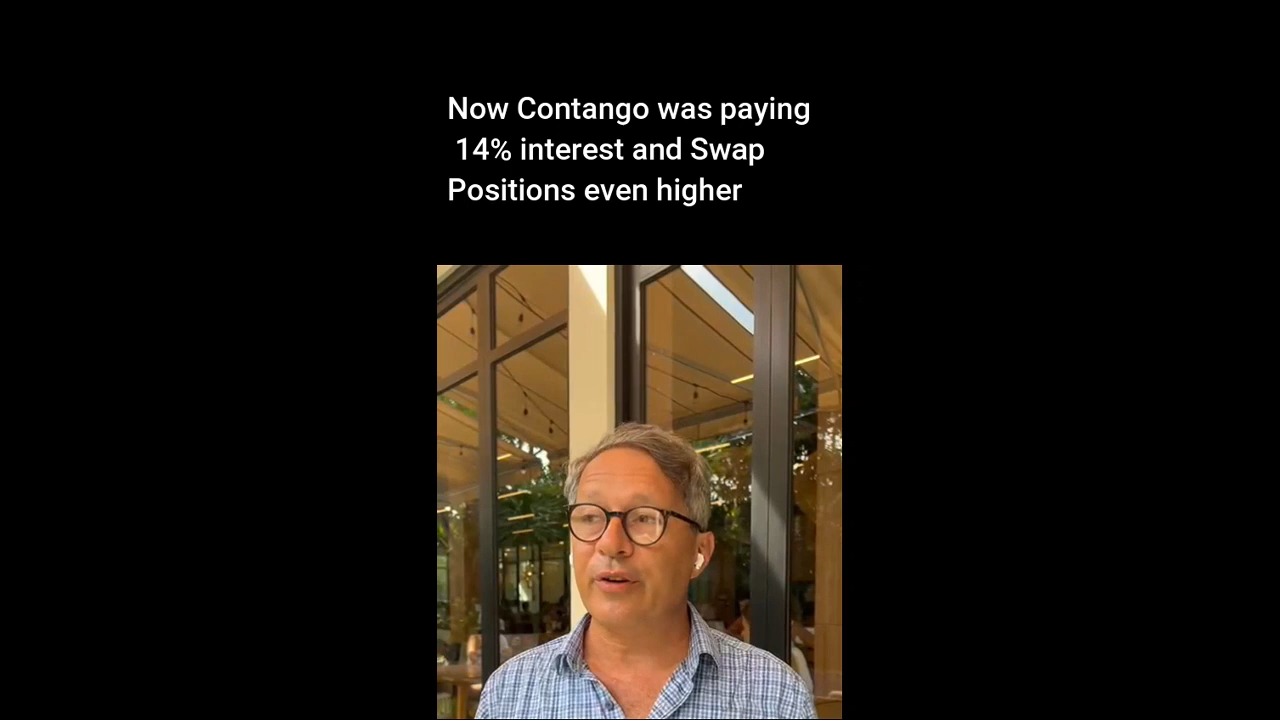 Now Contango was paying
14% interest and Swap
Positions even higher